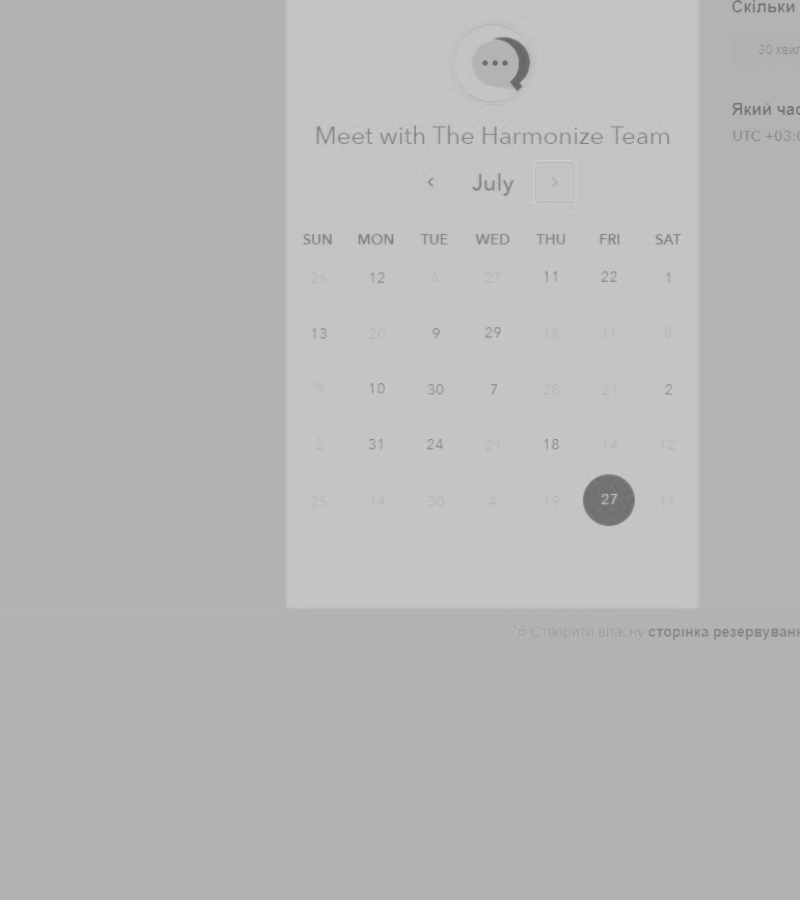 Скільки
30 хвил
Meet with The Harmonize Team
Який час
UTC +03:0
July
SUN MON TUE WED THU FRI SAT
26 12 6 27 11 22 1
13 20 9 29 18 11 8
9 10 30 7 28 21 2
2 31 24 21 18 14 12
25 14 30 4 19 27 11
Створити власну сторінка резервуванн